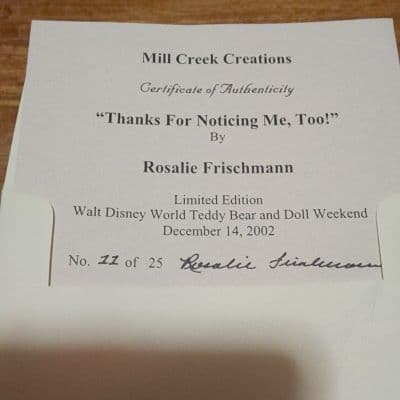 Mill Creek Creations
Certificate of Authenticity
“Thanks For Noticing Me, Too!”
By
Rosalie Frischmann
Limited Edition
Walt Disney World Teddy Bear and Doll Weekend
December 14, 2002
No. 11 of 25 Rosalie Frischmann